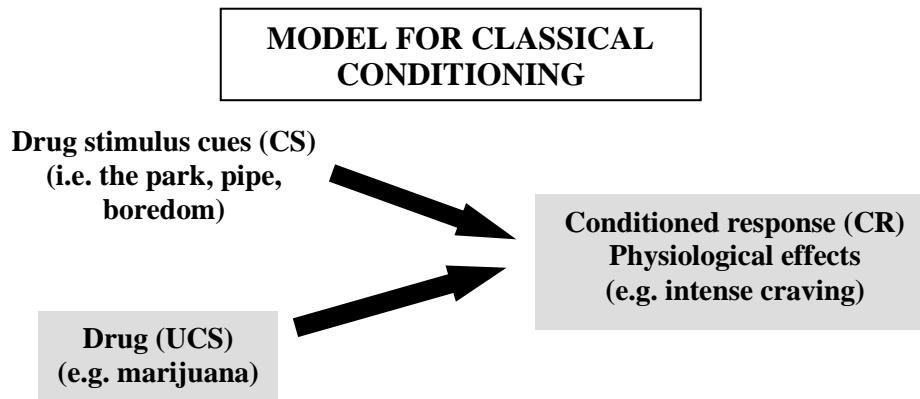 MODEL FOR CLASSICAL
CONDITIONING
Drug stimulus cues (CS)
(i.e. the park, pipe,
boredom)
Conditioned response (CR)
Physiological effects
(e.g. intense craving)
Drug (UCS)
(e.g. marijuana)